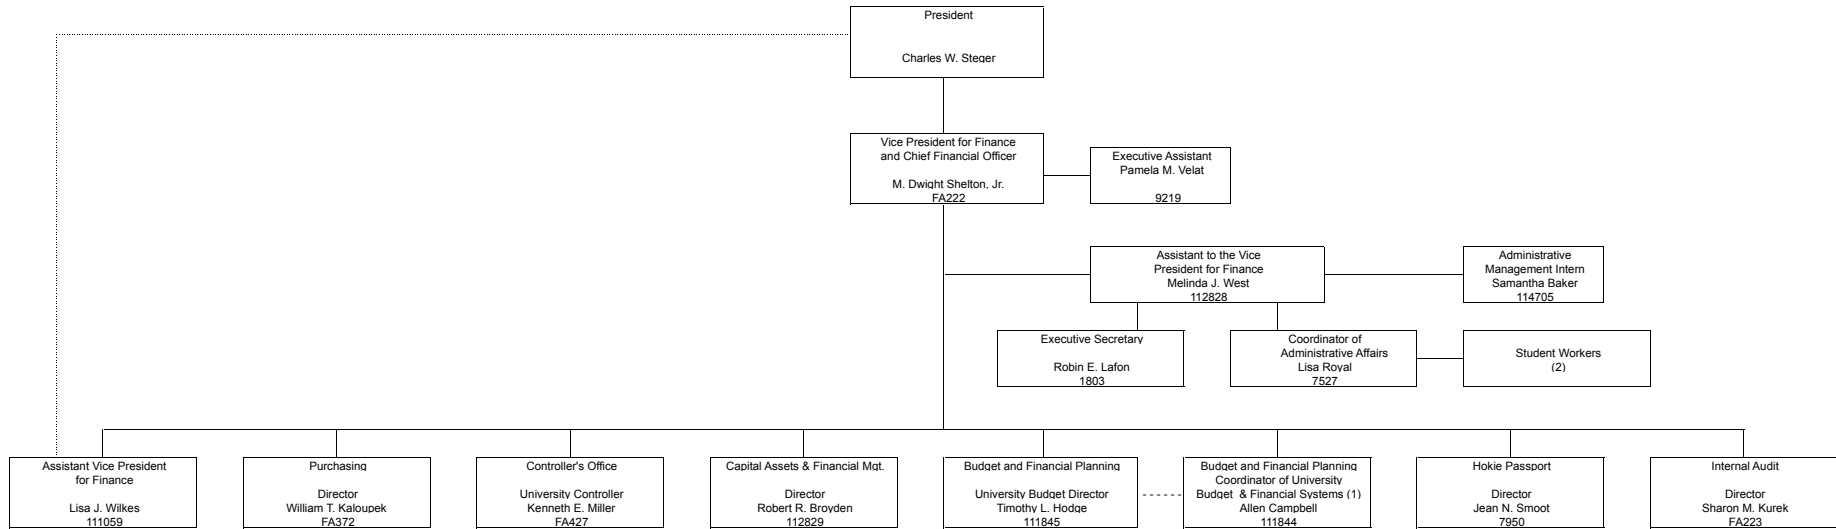 President
Charles W. Steger
Vice President for Finance
and Chief Financial Officer
M. Dwight Shelton, Jr.
FA222
Executive Assistant
Pamela M. Velat
9219
Assistant to the Vice
President for Finance
Melinda J. West
112828
Administrative
Management Intern
Samantha Baker
114705
Executive Secretary
Robin E. Lafon
1803
Coordinator of
Administrative Affairs
Lisa Royal
7527
Student Workers
(2)
Assistant Vice President
for Finance
Lisa J. Wilkes
111059
Purchasing
Director
William T. Kaloupek
FA372
Controller's Office
University Controller
Kenneth E. Miller
FA427
Capital Assets & Financial Mgt.
Director
Robert R. Broyden
112829
Budget and Financial Planning
University Budget Director
Timothy L. Hodge
111845
Budget and Financial Planning
Coordinator of University
Budget & Financial Systems (1)
Allen Campbell
111844
Hokie Passport
Director
Jean N. Smoot
7950
Internal Audit
Director
Sharon M. Kurek
FA223